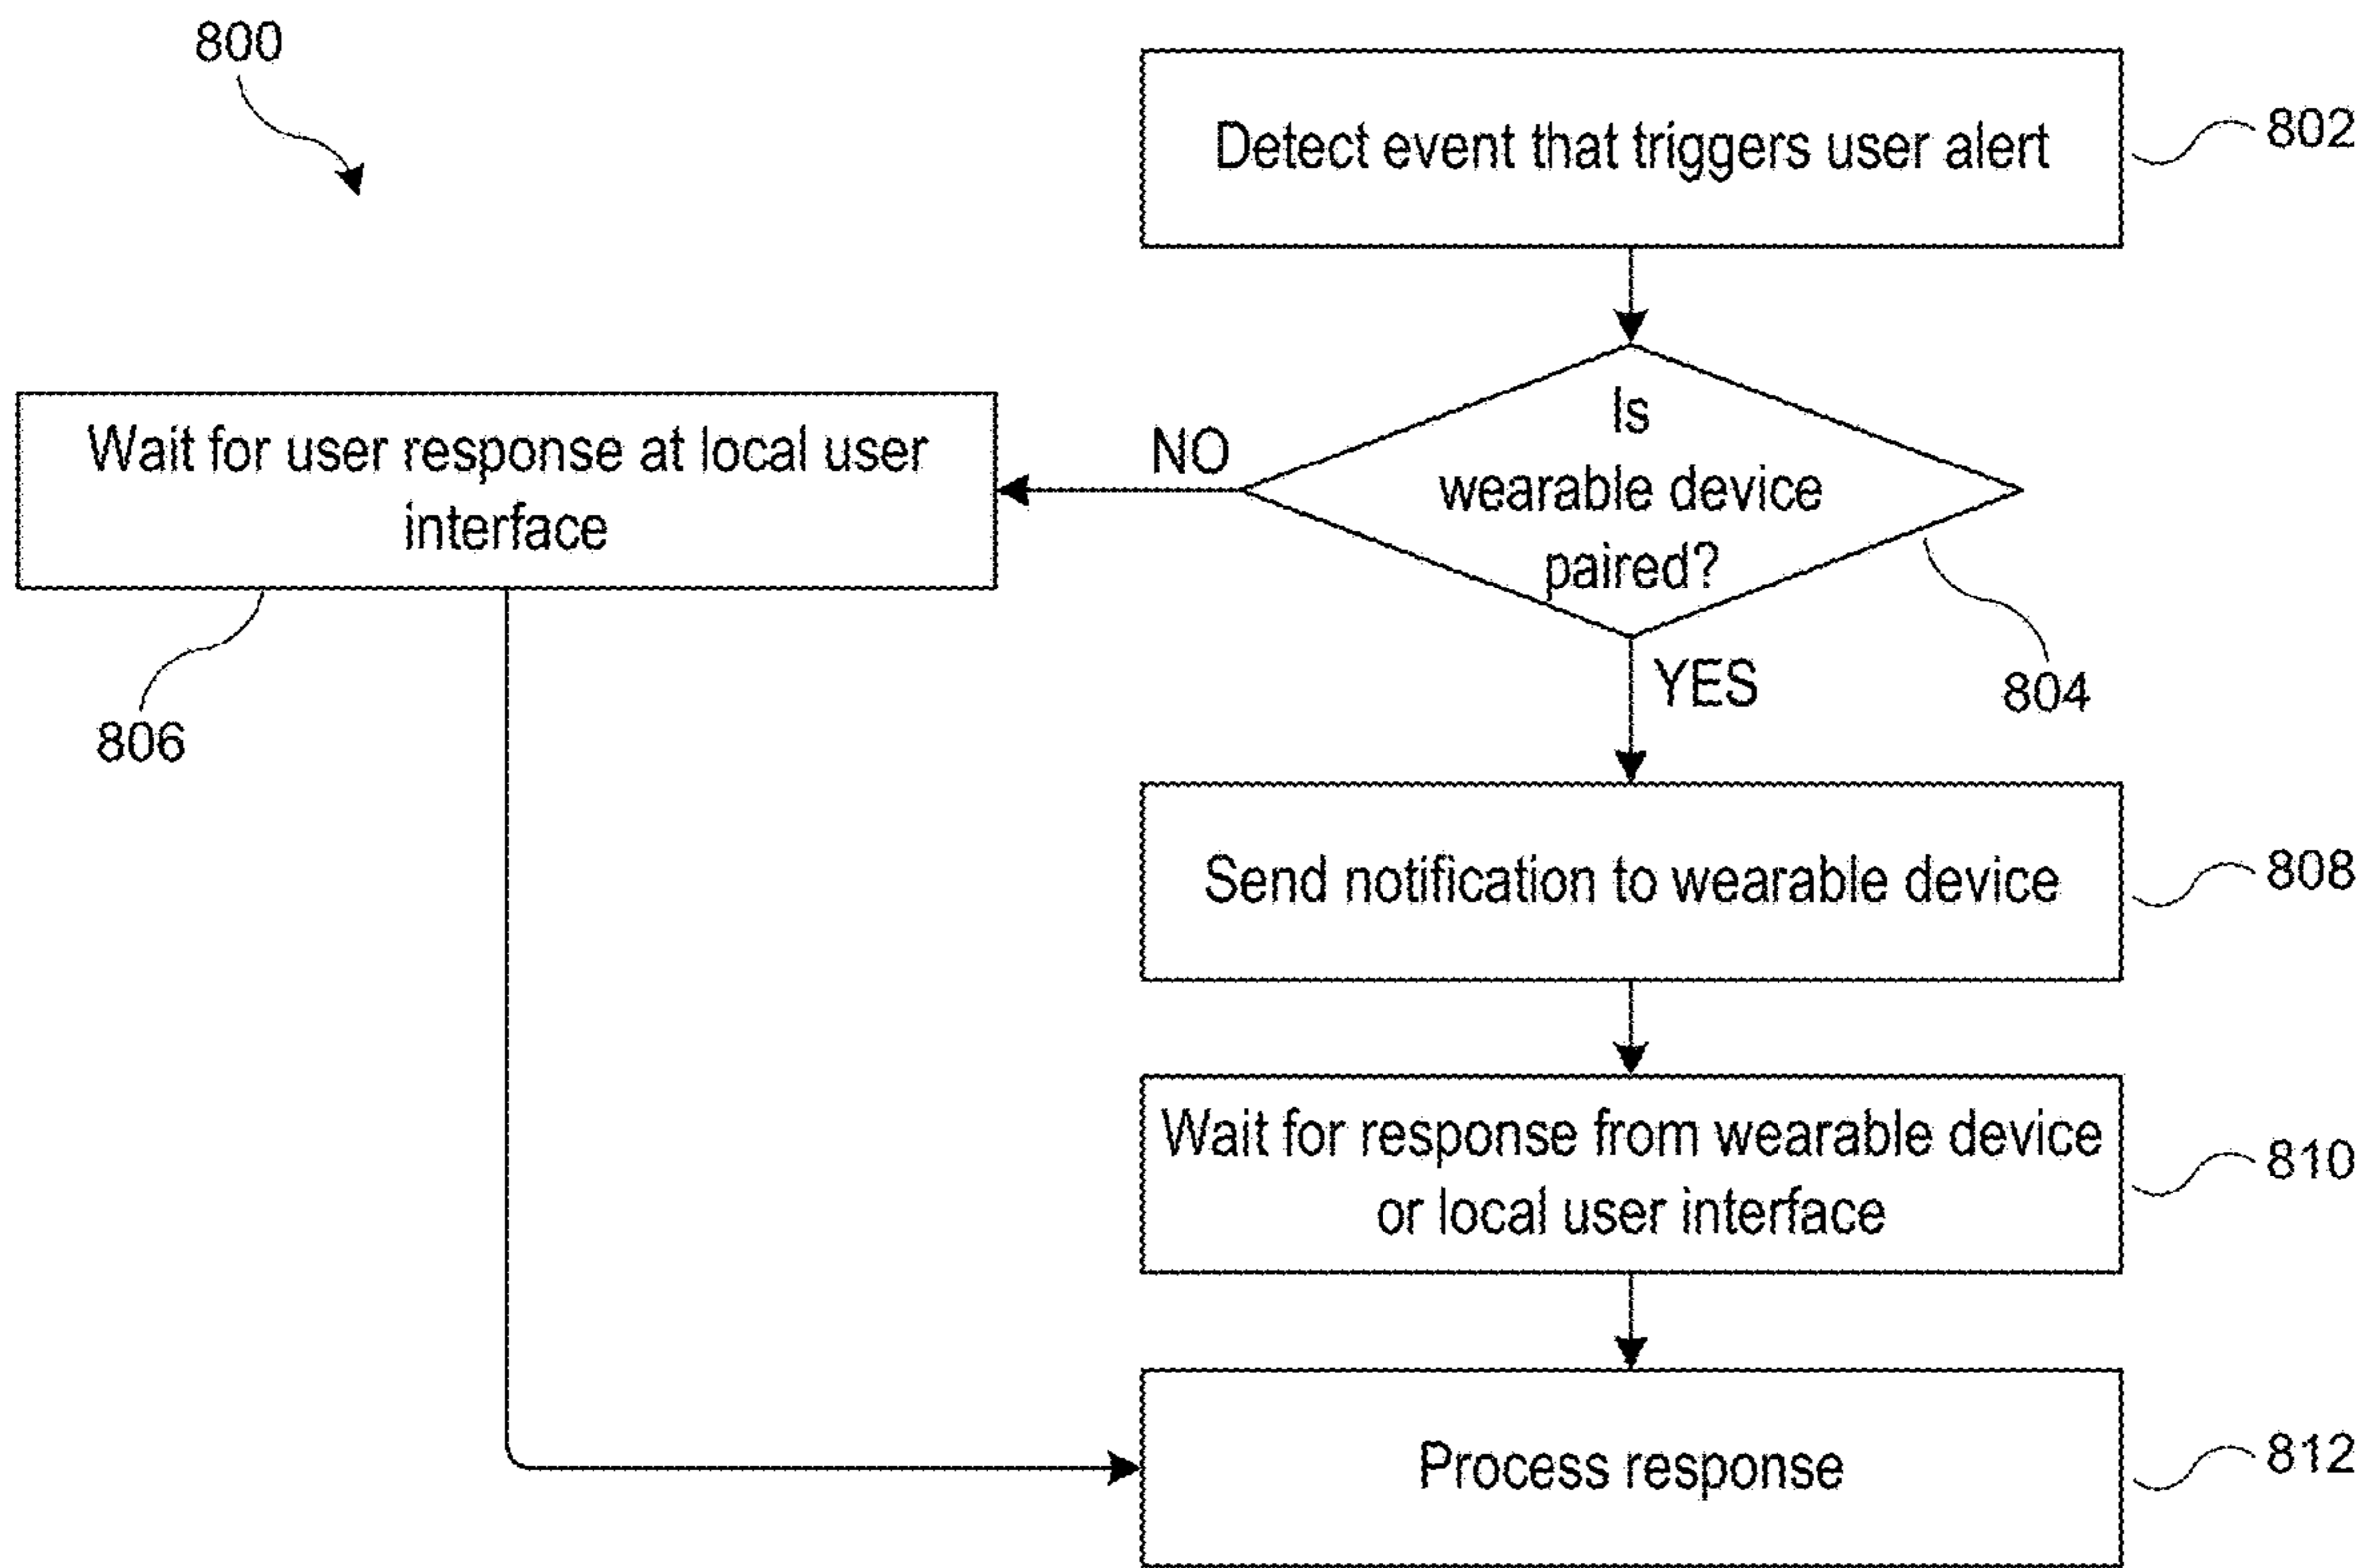 800
Detect event that triggers user alert
802
Is
wearable device
paired?
804
NO
Wait for user response at local user
interface
806
YES
Send notification to wearable device
808
Wait for response from wearable device
or local user interface
810
Process response
812